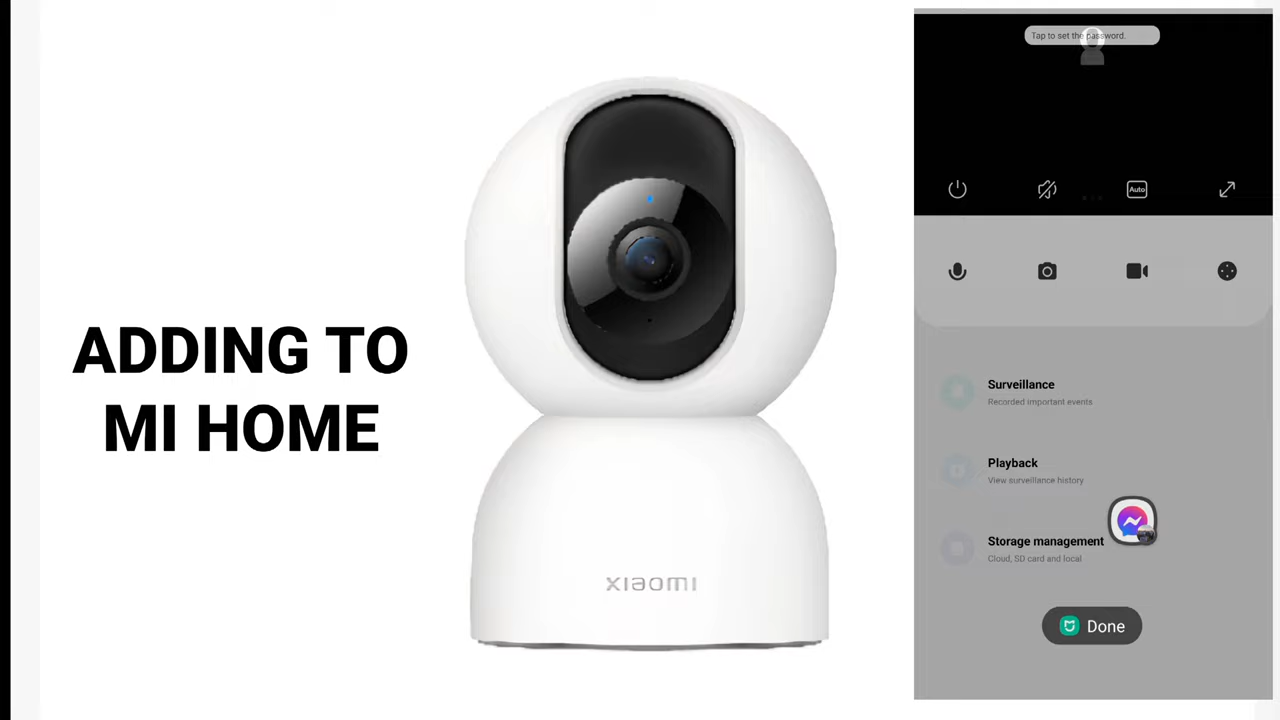 ADDING TO
MI HOME
xiaomi
Tap to set the password.
Auto
Surveillance
Recorded important events
Playback
View surveillance history
Storage management
Cloud, SD card and local
Done